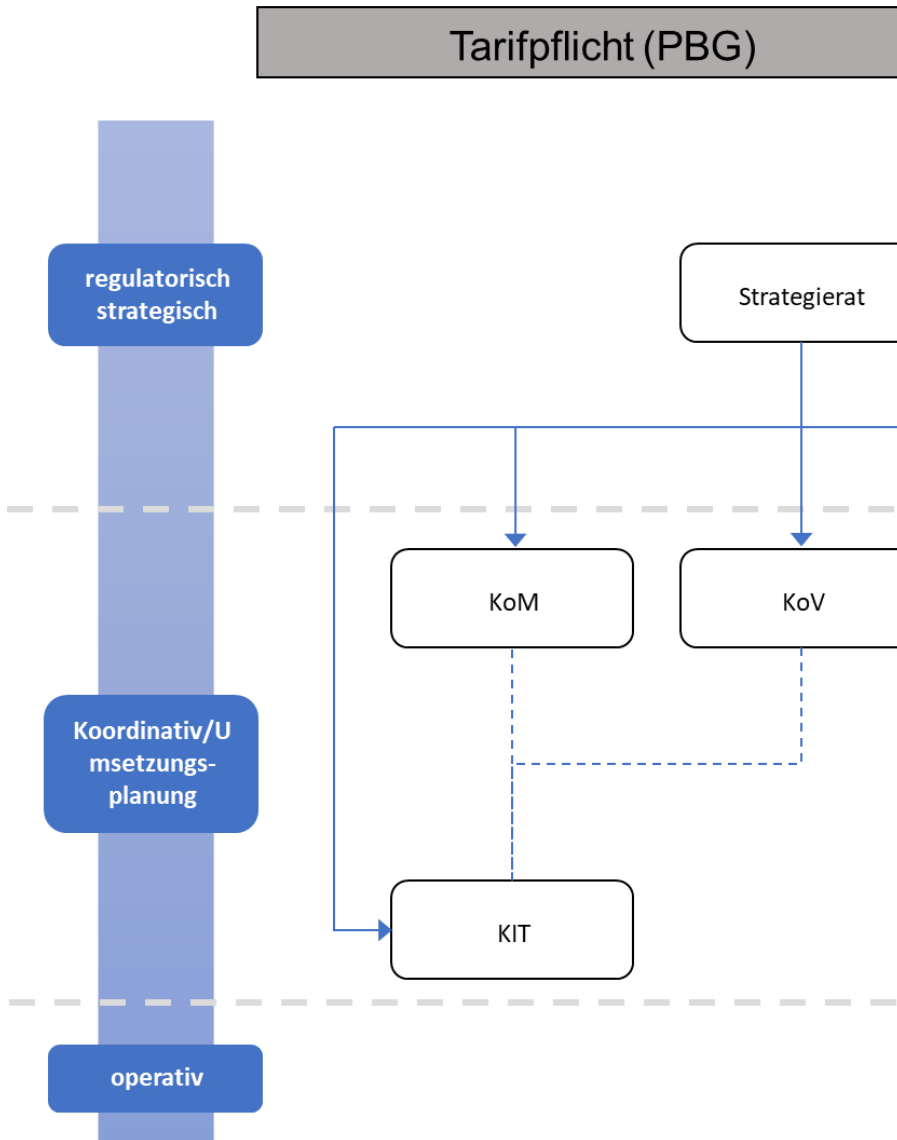 Tarifpflicht (PBG)
regulatorisch
strategisch
Strategierat
KoM
KoV
Koordinativ/U
msetzungs-
planung
KIT
operativ